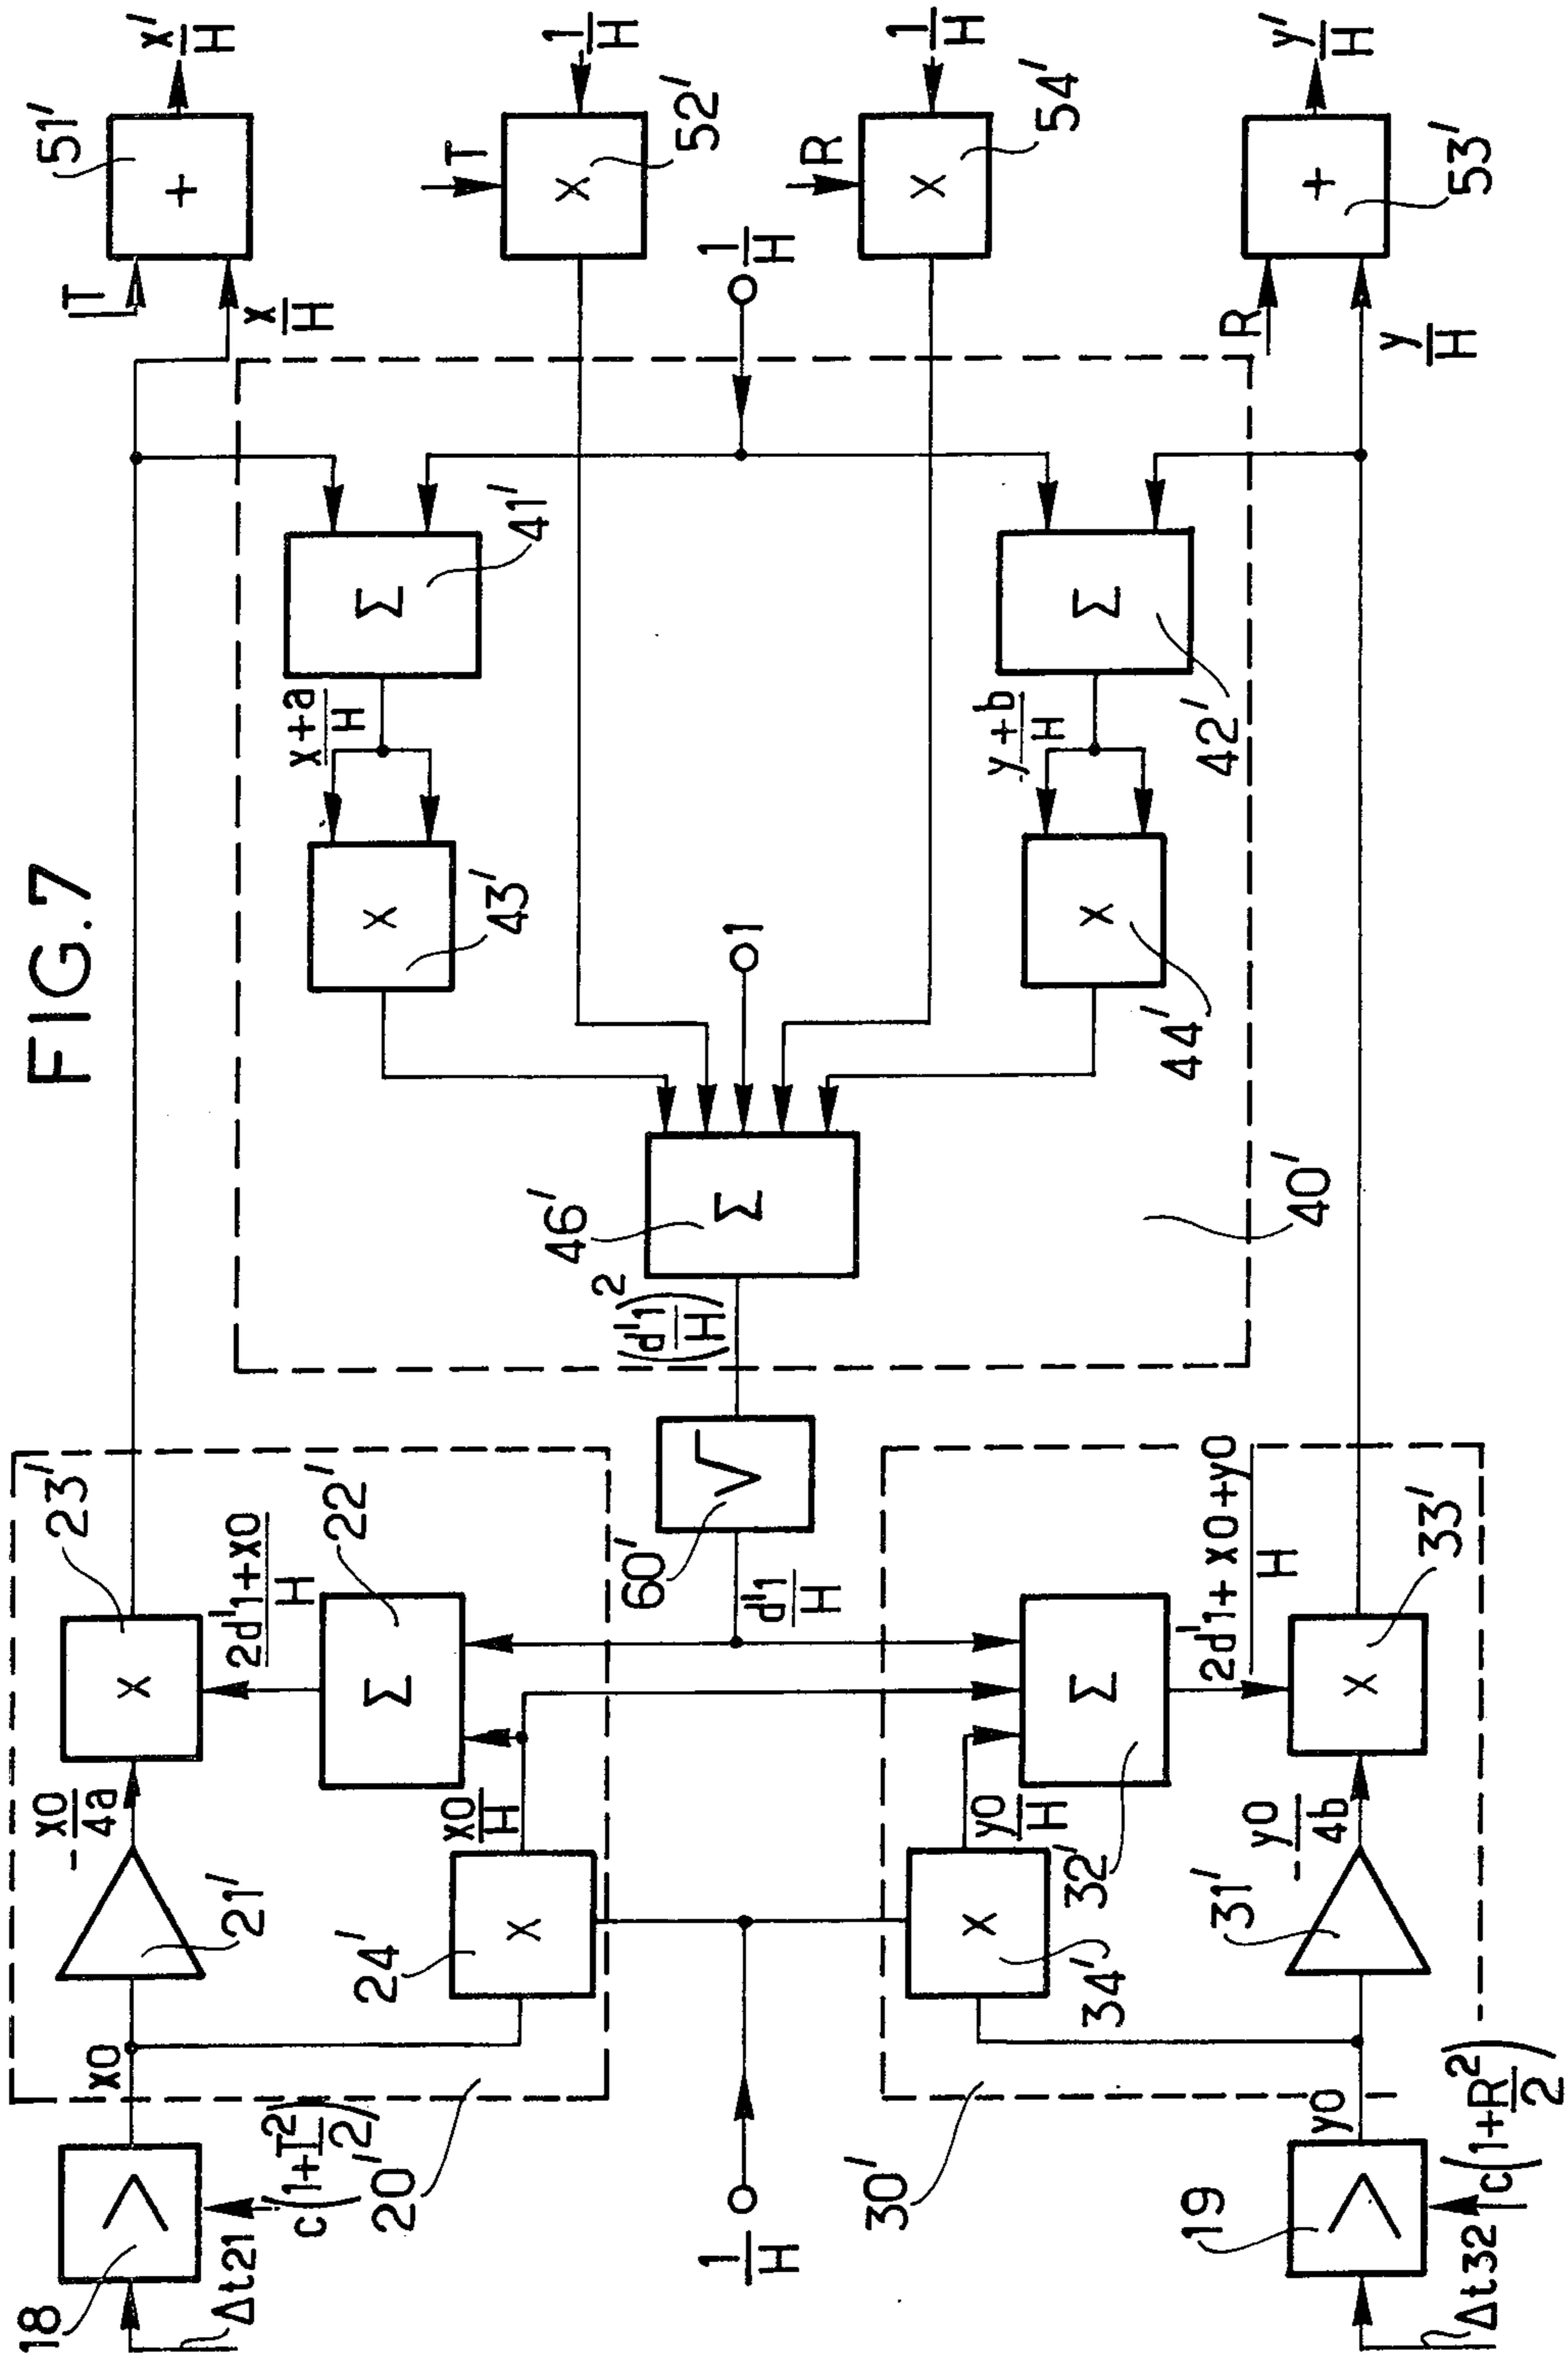 FIG.7
18
Δt21
c(1+T²/2)
x0
20'
21'
-x0/4a
23'
X
2d'1+x0/H
22'
Σ
24'
X
x0/H
1/H
60'
√
d'1/H
(d'1/H)²
46'
Σ
1
40'
43'
X
x+a/H
41'
Σ
1/H
44'
X
y+b/H
42'
Σ
T
x/H
51'
+
x'/H
T
52'
X
1/H
R
54'
X
1/H
R
y/H
53'
+
y'/H
30'
34'
X
y0/H
32'
Σ
2d'1+x0+y0/H
33'
X
31'
-y0/4b
y0
19
Δt32
c(1+R²/2)